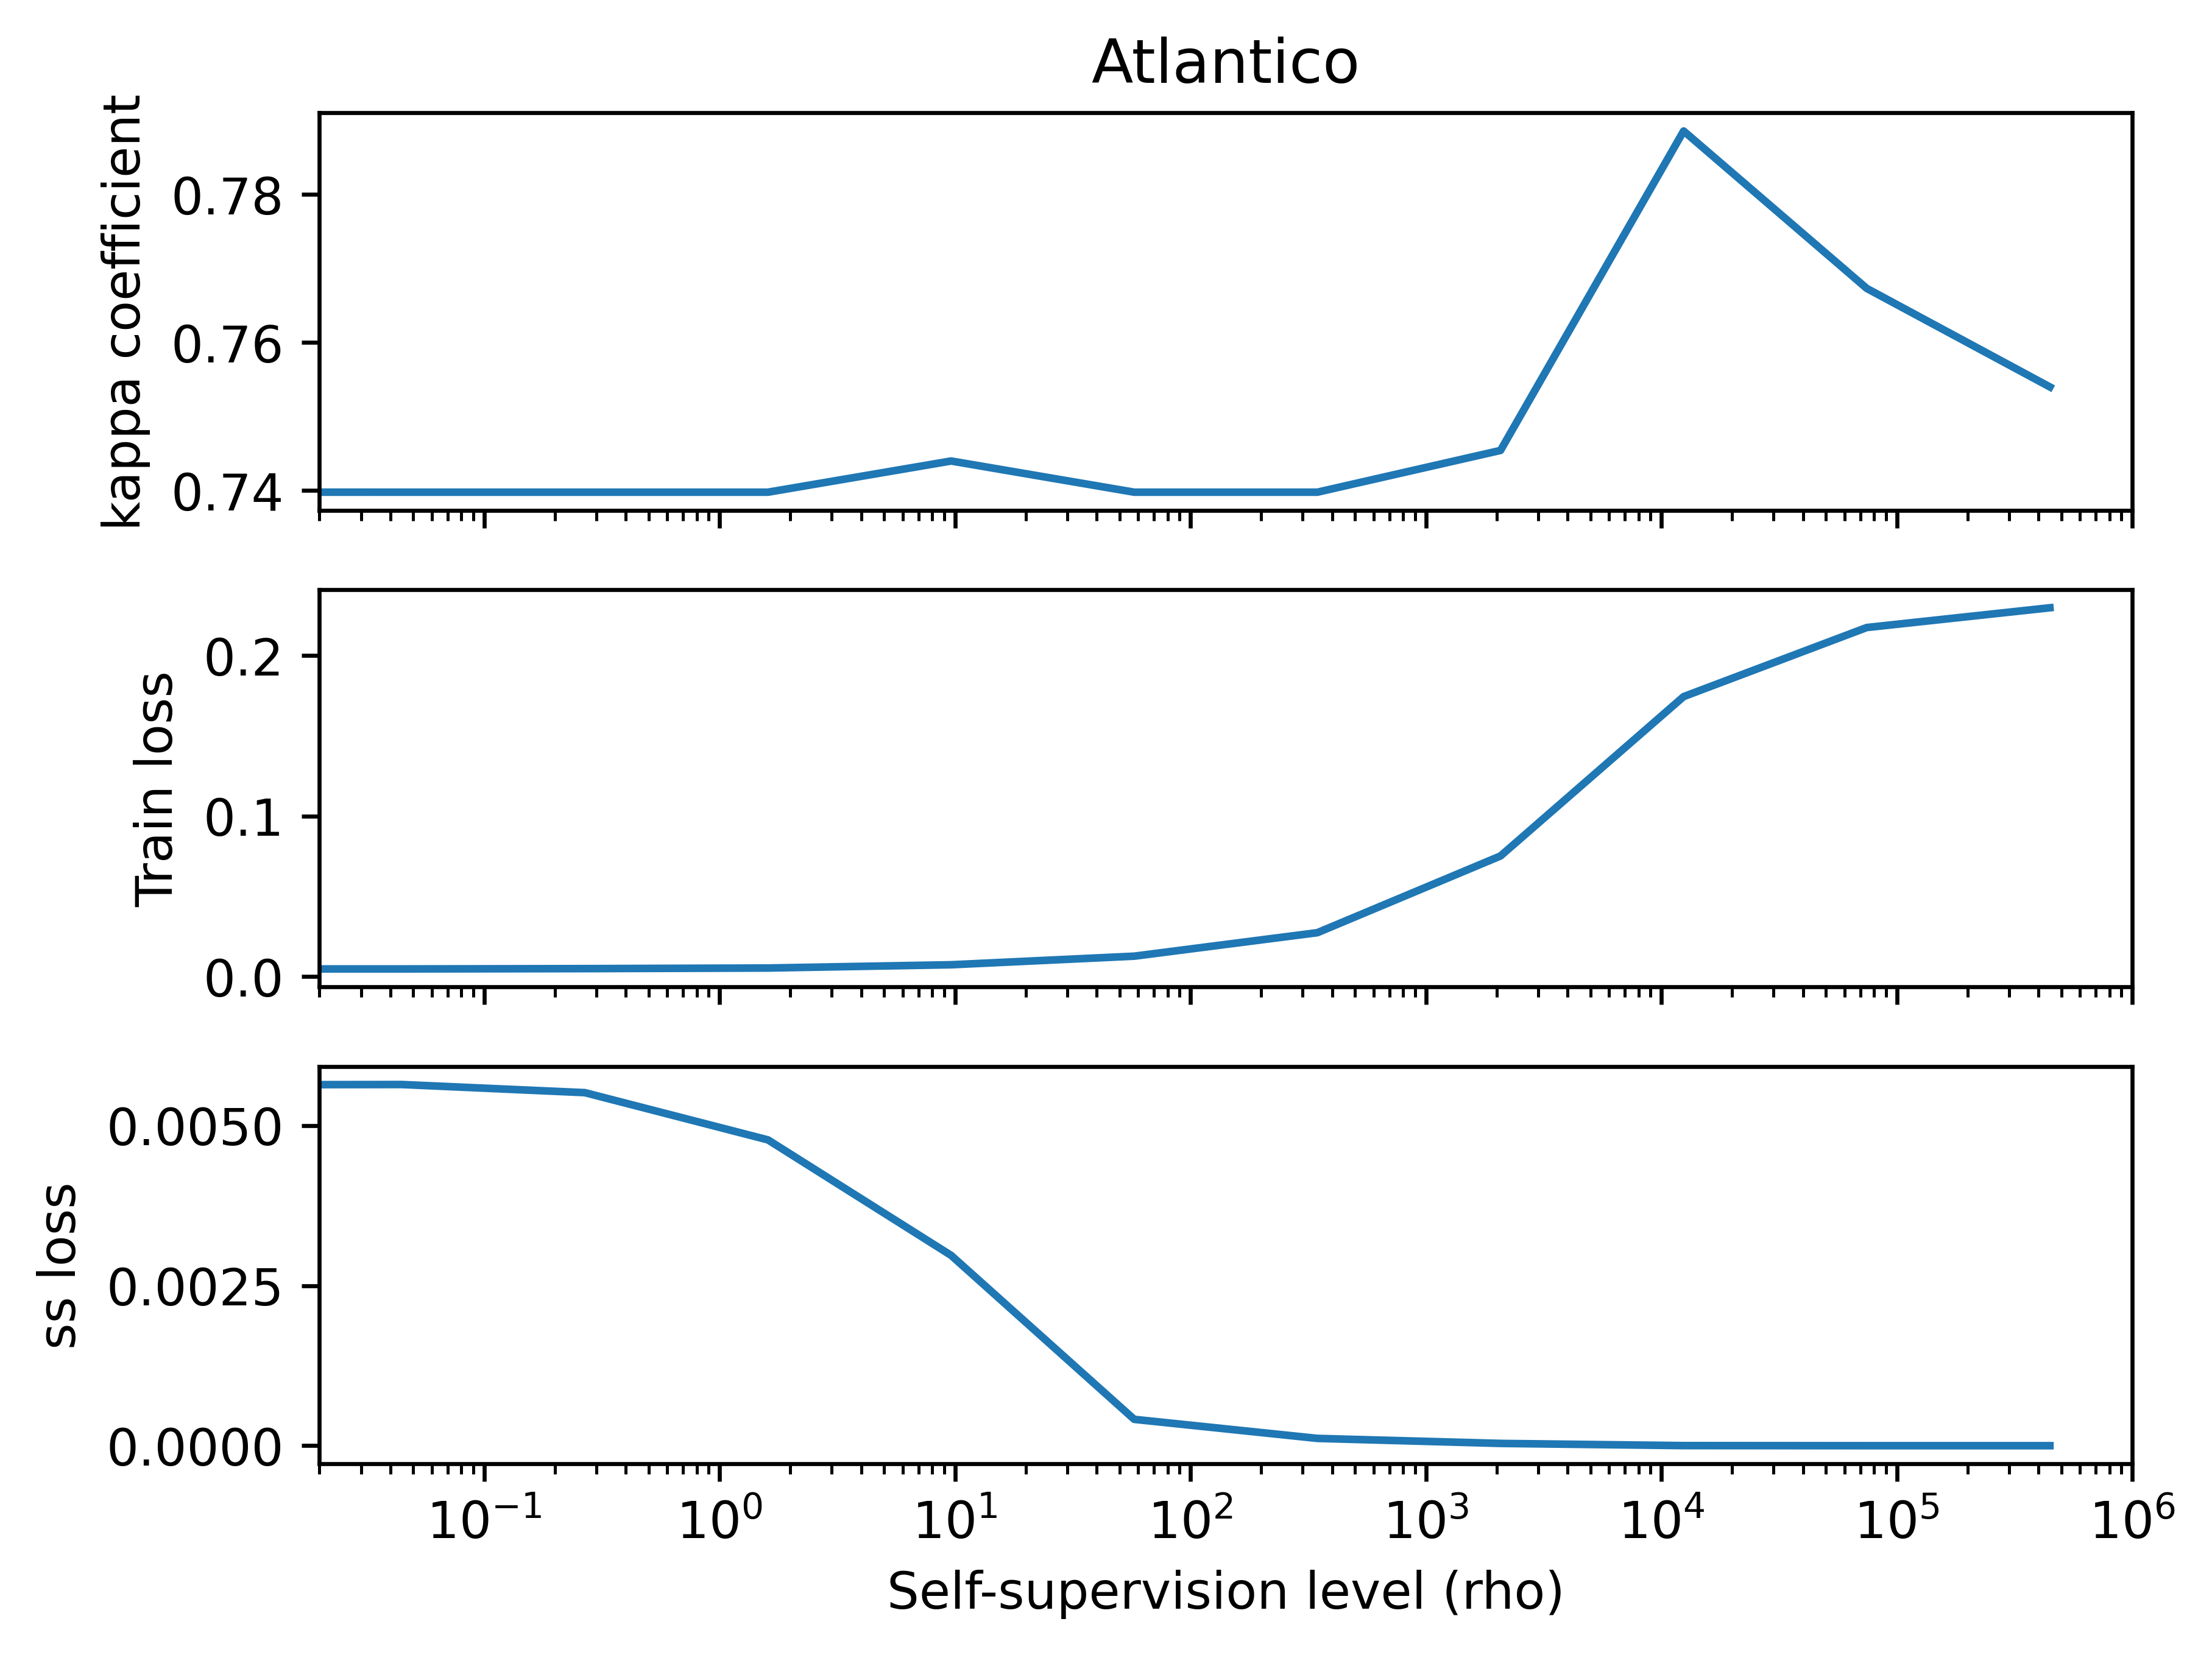 Atlantico
kappa coefficient
0.78
0.76
0.74
Train loss
0.2
0.1
0.0
ss loss
0.0050
0.0025
0.0000
10⁻¹ 10⁰ 10¹ 10² 10³ 10⁴ 10⁵ 10⁶
Self-supervision level (rho)